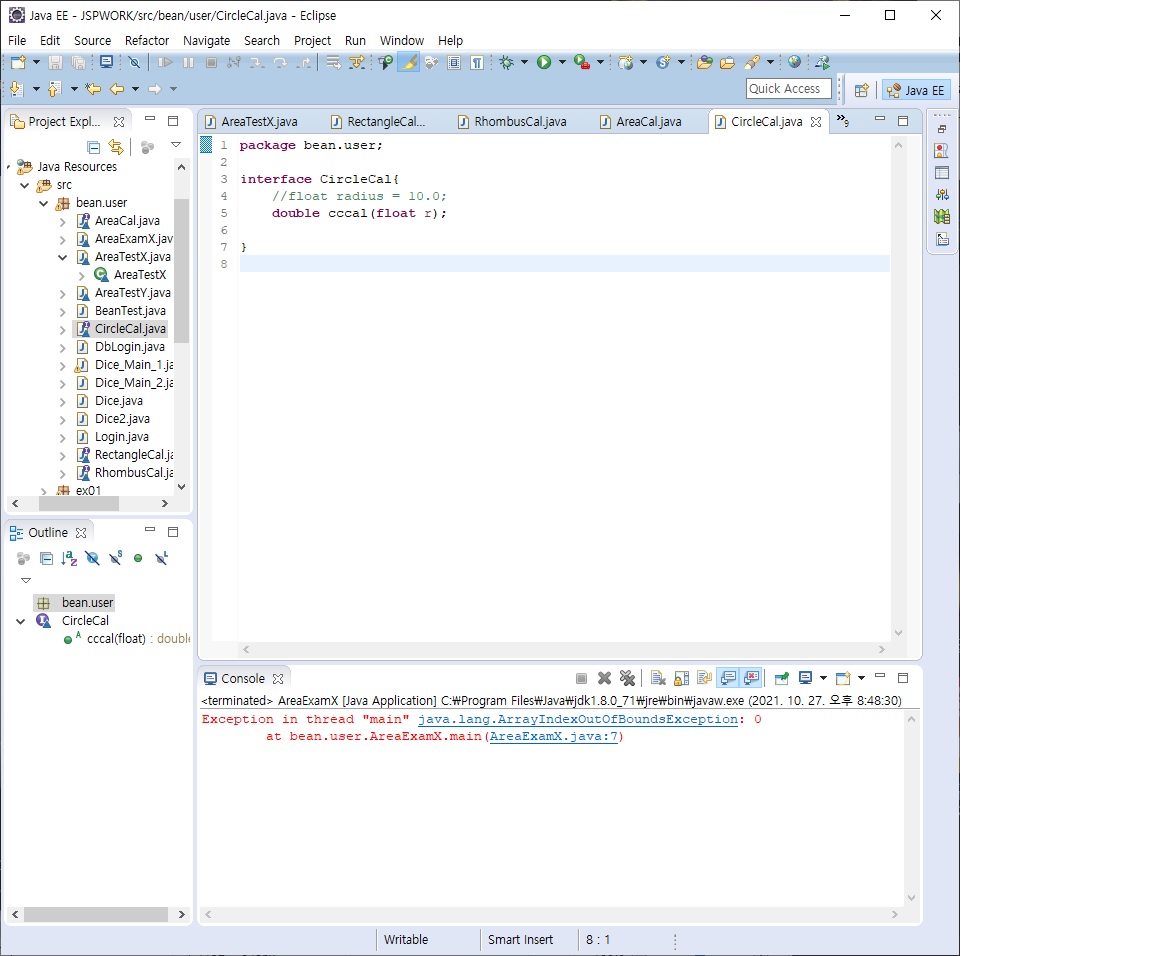 Java EE - JSPWORK/src/bean/user/CircleCal.java - Eclipse
File Edit Source Refactor Navigate Search Project Run Window Help
Quick Access
Java EE
Project Expl...
Java Resources
src
bean.user
AreaCal.java
AreaExamX.jav
AreaTestX.java
AreaTestX
AreaTestY.java
BeanTest.java
CircleCal.java
DbLogin.java
Dice_Main_1.ja
Dice_Main_2.ja
Dice.java
Dice2.java
Login.java
RectangleCal.ja
RhombusCal.ja
ex01
AreaTestX.java RectangleCal... RhombusCal.java AreaCal.java CircleCal.java »9
1 package bean.user;
2
3 interface CircleCal{
4 //float radius = 10.0;
5 double cccal(float r);
6
7 }
8
Outline
bean.user
CircleCal
cccal(float) : double
Console
<terminated> AreaExamX [Java Application] C:₩Program Files₩Java₩jdk1.8.0_71₩jre₩bin₩javaw.exe (2021. 10. 27. 오후 8:48:30)
Exception in thread "main" java.lang.ArrayIndexOutOfBoundsException: 0
at bean.user.AreaExamX.main(AreaExamX.java:7)
Writable Smart Insert 8 : 1